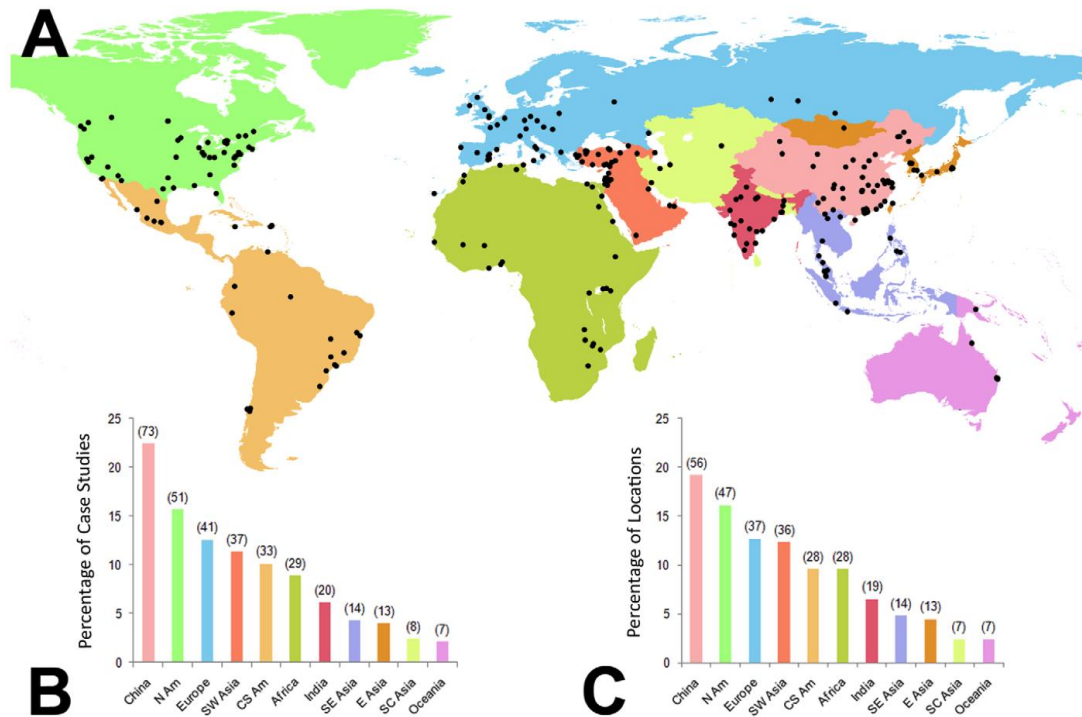 A
Percentage of Case Studies
25
20
15
10
5
0
(73)
(51)
(41)
(37)
(33)
(29)
(20)
(14)
(13)
(8)
(7)
China
N Am
Europe
SW Asia
CS Am
Africa
India
SE Asia
E Asia
SC Asia
Oceania
B
Percentage of Locations
25
20
15
10
5
0
(56)
(47)
(37)
(36)
(28)
(28)
(19)
(14)
(13)
(7)
(7)
China
N Am
Europe
SW Asia
CS Am
Africa
India
SE Asia
E Asia
SC Asia
Oceania
C